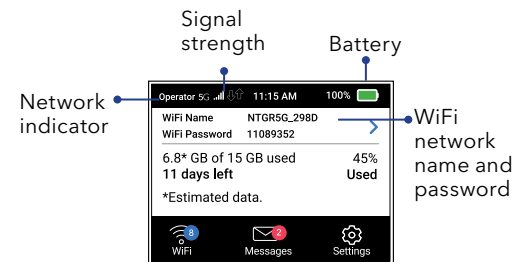 Signal
strength
Battery
Network
indicator
Operator 5G 11:15 AM 100%
WiFi Name NTGR5G_298D
WiFi Password 11089352
6.8* GB of 15 GB used 45%
11 days left Used
*Estimated data.
8 2
WiFi Messages Settings
WiFi
network
name and
password